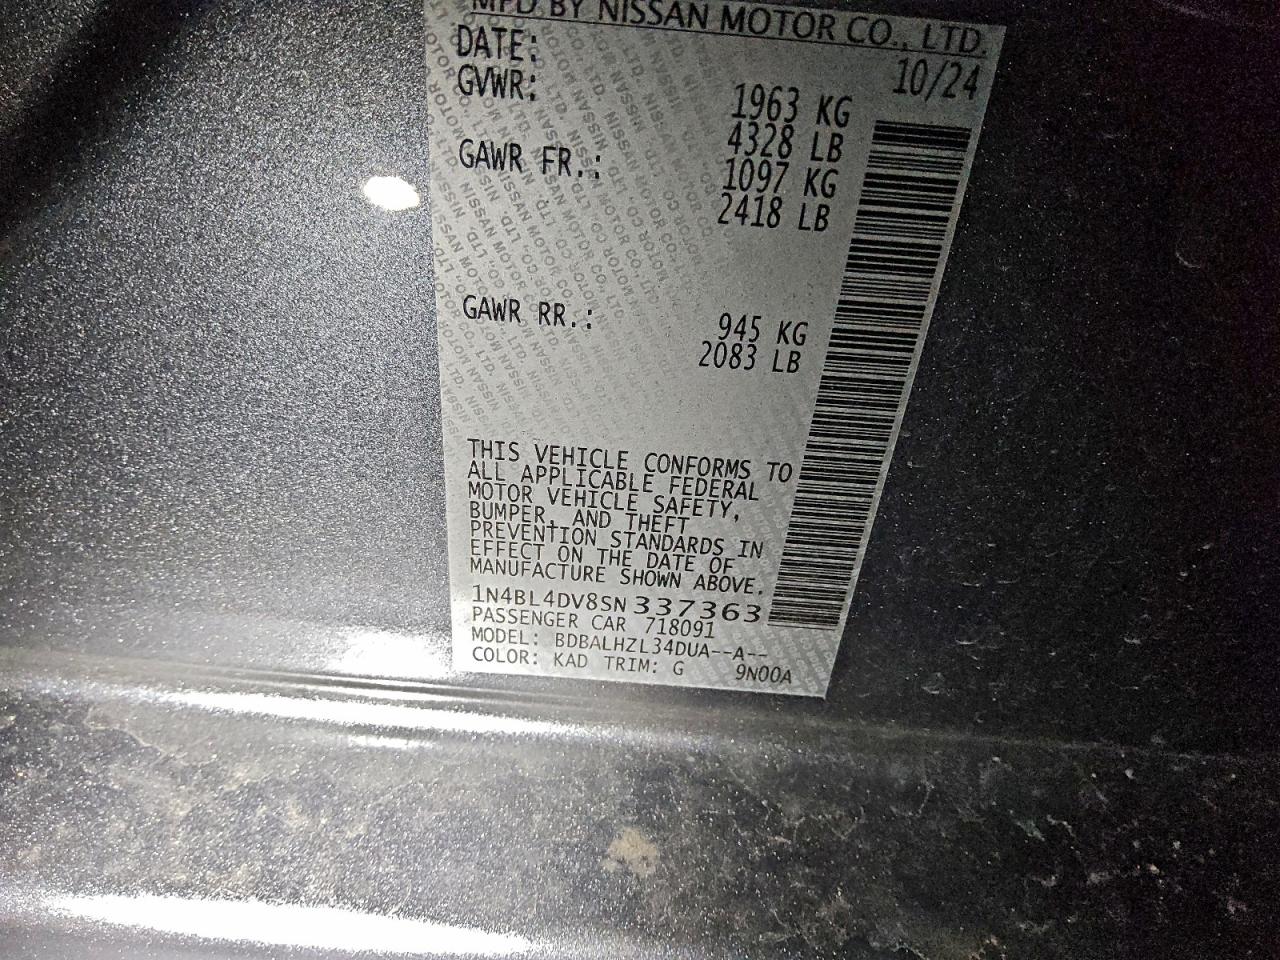 MFD BY NISSAN MOTOR CO., LTD.
DATE: 10/24
GVWR: 1963 KG
4328 LB
GAWR FR.: 1097 KG
2418 LB
GAWR RR.: 945 KG
2083 LB
THIS VEHICLE CONFORMS TO
ALL APPLICABLE FEDERAL
MOTOR VEHICLE SAFETY,
BUMPER, AND THEFT
PREVENTION STANDARDS IN
EFFECT ON THE DATE OF
MANUFACTURE SHOWN ABOVE.
1N4BL4DV8SN337363
PASSENGER CAR 718091
MODEL: BDBALHZL34DUA--A--
COLOR: KAD TRIM: G 9N00A